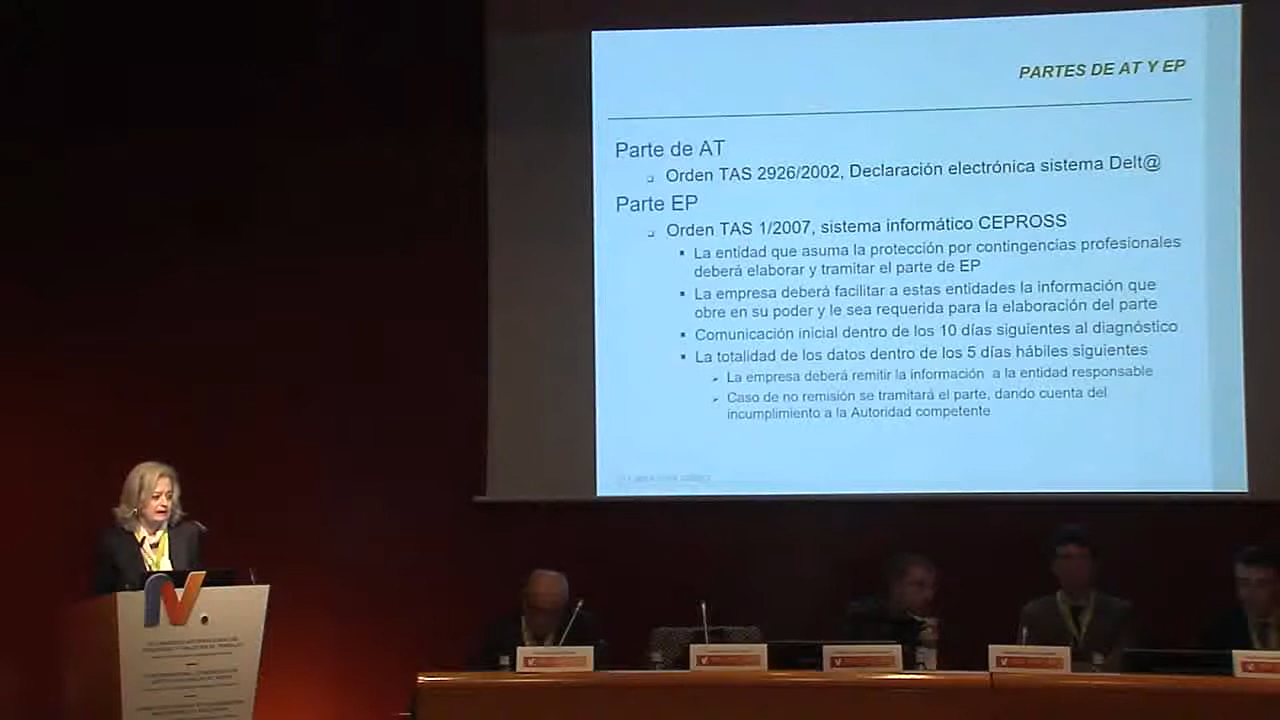 PARTES DE AT Y EP
Parte de AT
Orden TAS 2926/2002, Declaración electrónica sistema Delt@
Parte EP
Orden TAS 1/2007, sistema informático CEPROSS
La entidad que asuma la protección por contingencias profesionales
deberá elaborar y tramitar el parte de EP
La empresa deberá facilitar a estas entidades la información que
obre en su poder y le sea requerida para la elaboración del parte
Comunicación inicial dentro de los 10 días siguientes al diagnóstico
La totalidad de los datos dentro de los 5 días hábiles siguientes
La empresa deberá remitir la información a la entidad responsable
Caso de no remisión se tramitará el parte, dando cuenta del
incumplimiento a la Autoridad competente